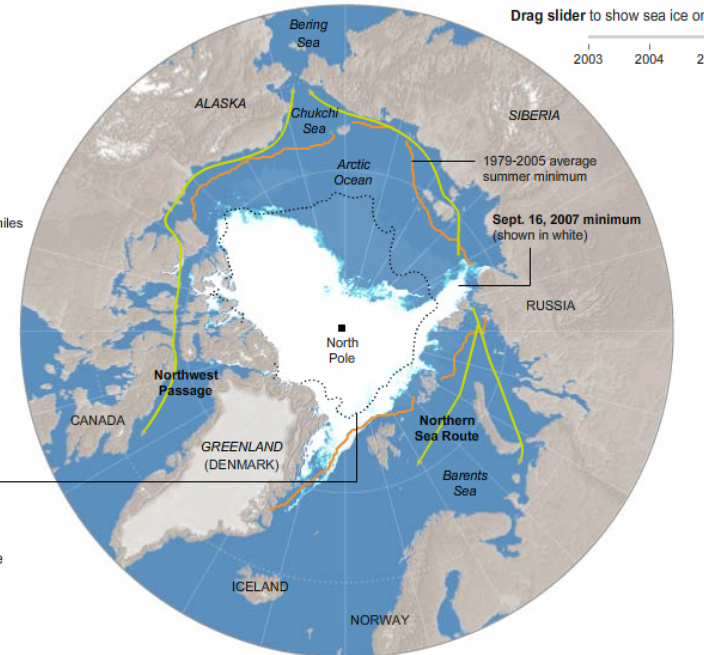 Drag slider to show sea ice or
2003
2004
2
Bering
Sea
ALASKA
Chukchi
Sea
SIBERIA
Arctic
Ocean
1979-2005 average
summer minimum
Sept. 16, 2007 minimum
(shown in white)
RUSSIA
North
Pole
Northwest
Passage
CANADA
GREENLAND
(DENMARK)
Northern
Sea Route
Barents
Sea
ICELAND
NORWAY